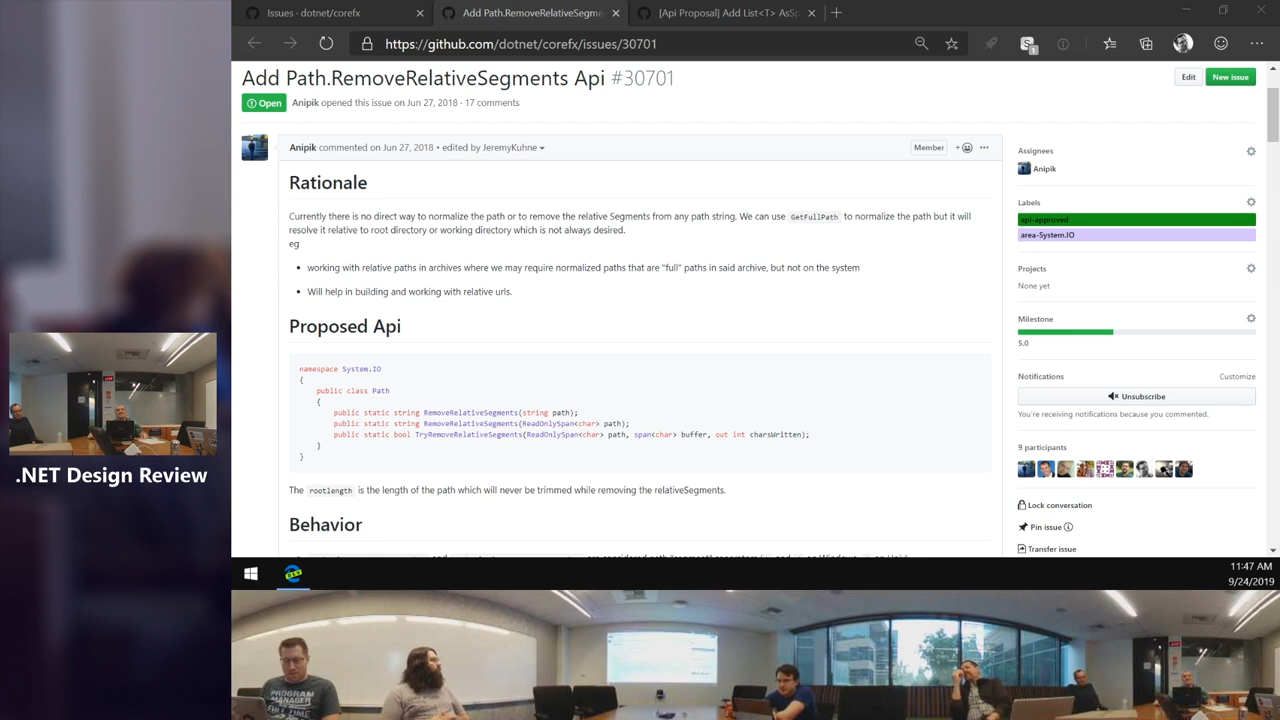 Issues · dotnet/corefx
Add Path.RemoveRelativeSegm
[Api Proposal] Add List<T> AsSp
https://github.com/dotnet/corefx/issues/30701
1
Add Path.RemoveRelativeSegments Api #30701
Edit
New issue
Open
Anipik opened this issue on Jun 27, 2018 · 17 comments
Anipik commented on Jun 27, 2018 • edited by JeremyKuhne
Member
Rationale
Currently there is no direct way to normalize the path or to remove the relative Segments from any path string. We can use GetFullPath to normalize the path but it will
resolve it relative to root directory or working directory which is not always desired.
eg
• working with relative paths in archives where we may require normalized paths that are "full" paths in said archive, but not on the system
• Will help in building and working with relative urls.
Proposed Api
namespace System.IO
{
public class Path
{
public static string RemoveRelativeSegments(string path);
public static string RemoveRelativeSegments(ReadOnlySpan<char> path);
public static bool TryRemoveRelativeSegments(ReadOnlySpan<char> path, span<char> buffer, out int charsWritten);
}
}
The rootlength is the length of the path which will never be trimmed while removing the relativeSegments.
Behavior
Assignees
Anipik
Labels
api-approved
area-System.IO
Projects
None yet
Milestone
5.0
Notifications
Customize
Unsubscribe
You're receiving notifications because you commented.
9 participants
Lock conversation
Pin issue
Transfer issue
.NET Design Review
DEV
11:47 AM
9/24/2019
PROGRAM
MANAGER
FULL TIME